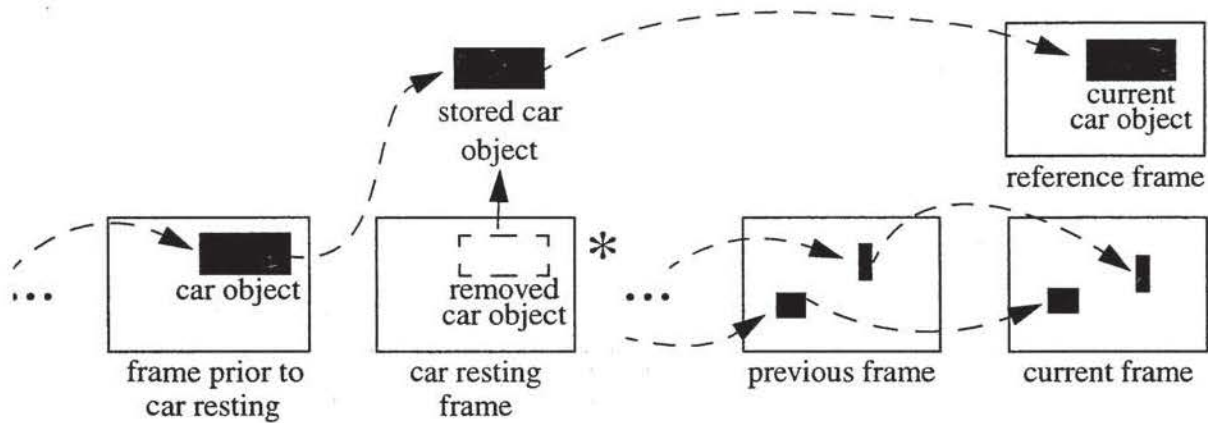 stored car
object
current
car object
reference frame
car object
removed
car object
*
...
...
frame prior to
car resting
car resting
frame
previous frame
current frame